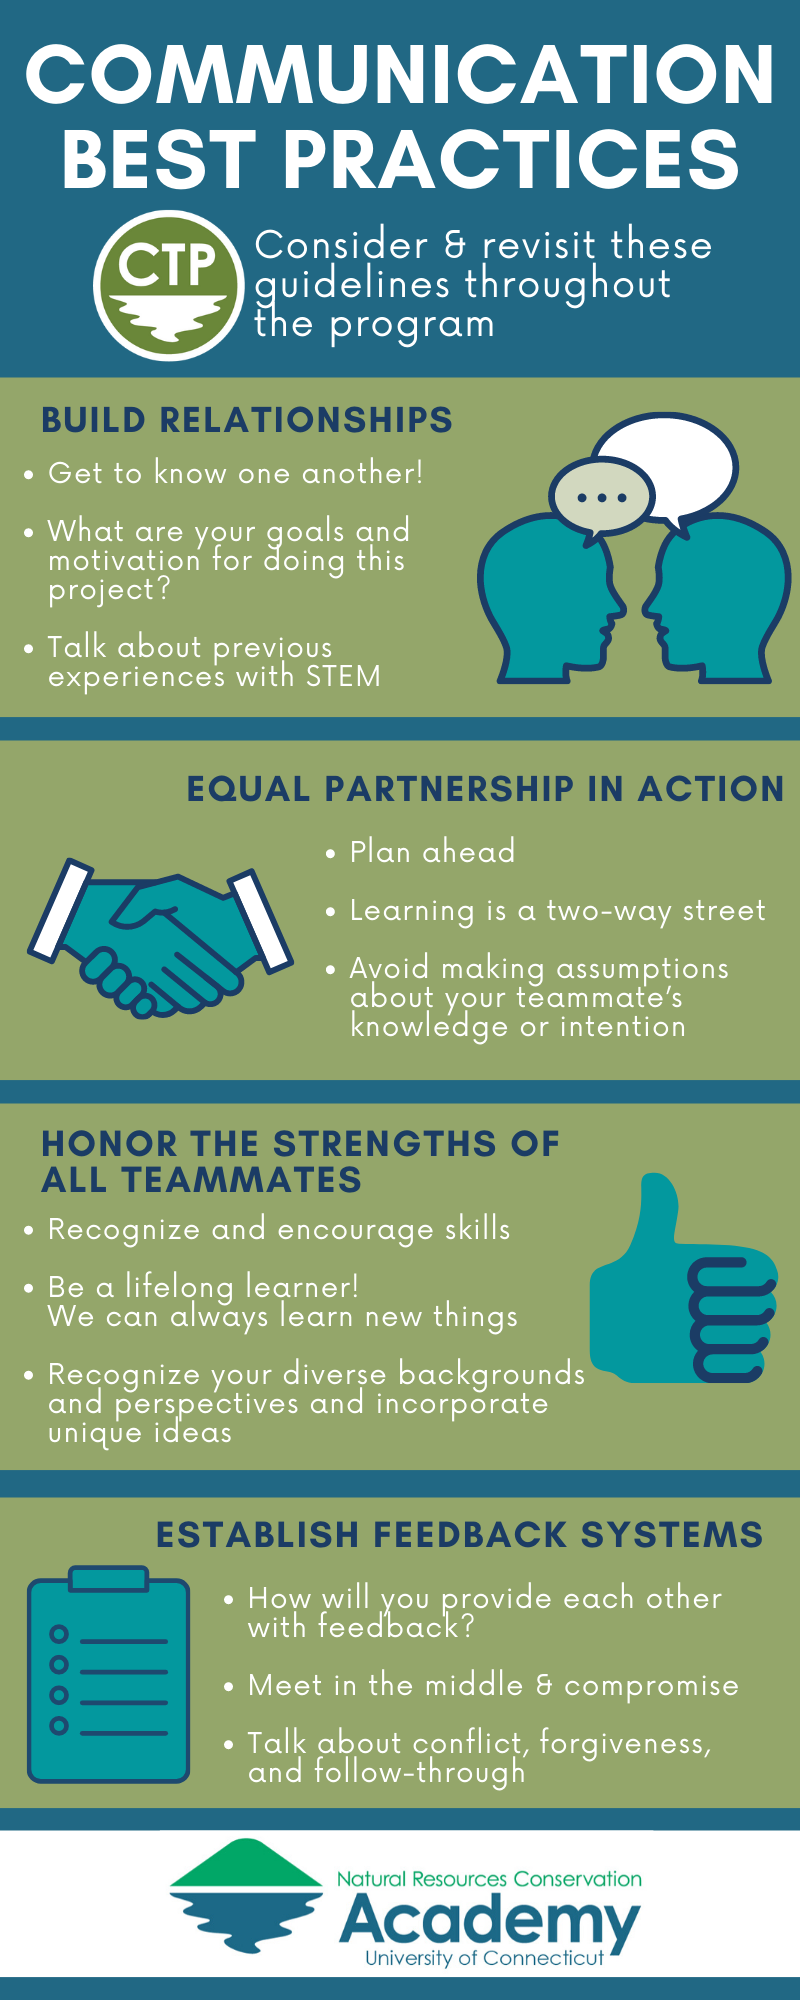 COMMUNICATION
BEST PRACTICES
CTP
Consider & revisit these
guidelines throughout
the program
BUILD RELATIONSHIPS
• Get to know one another!
• What are your goals and
motivation for doing this
project?
• Talk about previous
experiences with STEM
EQUAL PARTNERSHIP IN ACTION
• Plan ahead
• Learning is a two-way street
• Avoid making assumptions
about your teammate's
knowledge or intention
HONOR THE STRENGTHS OF
ALL TEAMMATES
• Recognize and encourage skills
• Be a lifelong learner!
We can always learn new things
• Recognize your diverse backgrounds
and perspectives and incorporate
unique ideas
ESTABLISH FEEDBACK SYSTEMS
• How will you provide each other
with feedback?
• Meet in the middle & compromise
• Talk about conflict, forgiveness,
and follow-through
Natural Resources Conservation
Academy
University of Connecticut